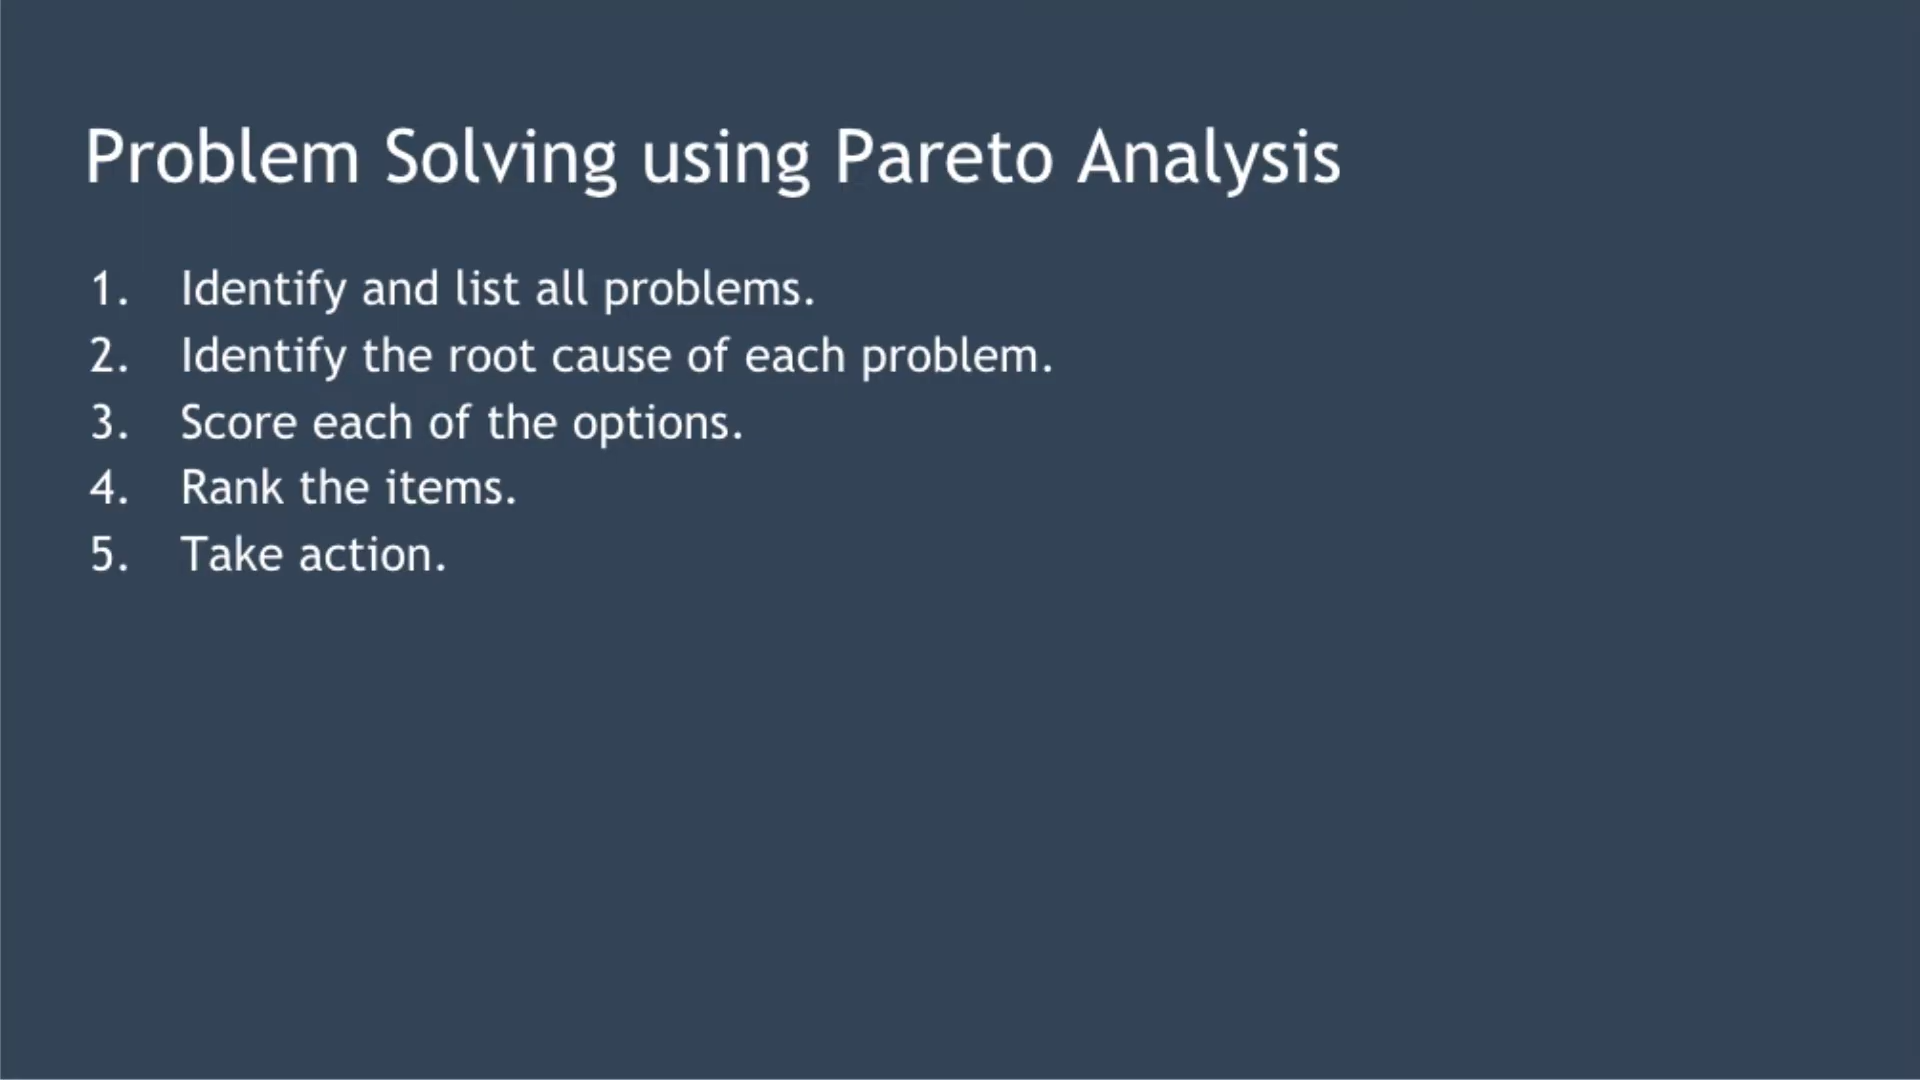 Problem Solving using Pareto Analysis
1. Identify and list all problems.
2. Identify the root cause of each problem.
3. Score each of the options.
4. Rank the items.
5. Take action.